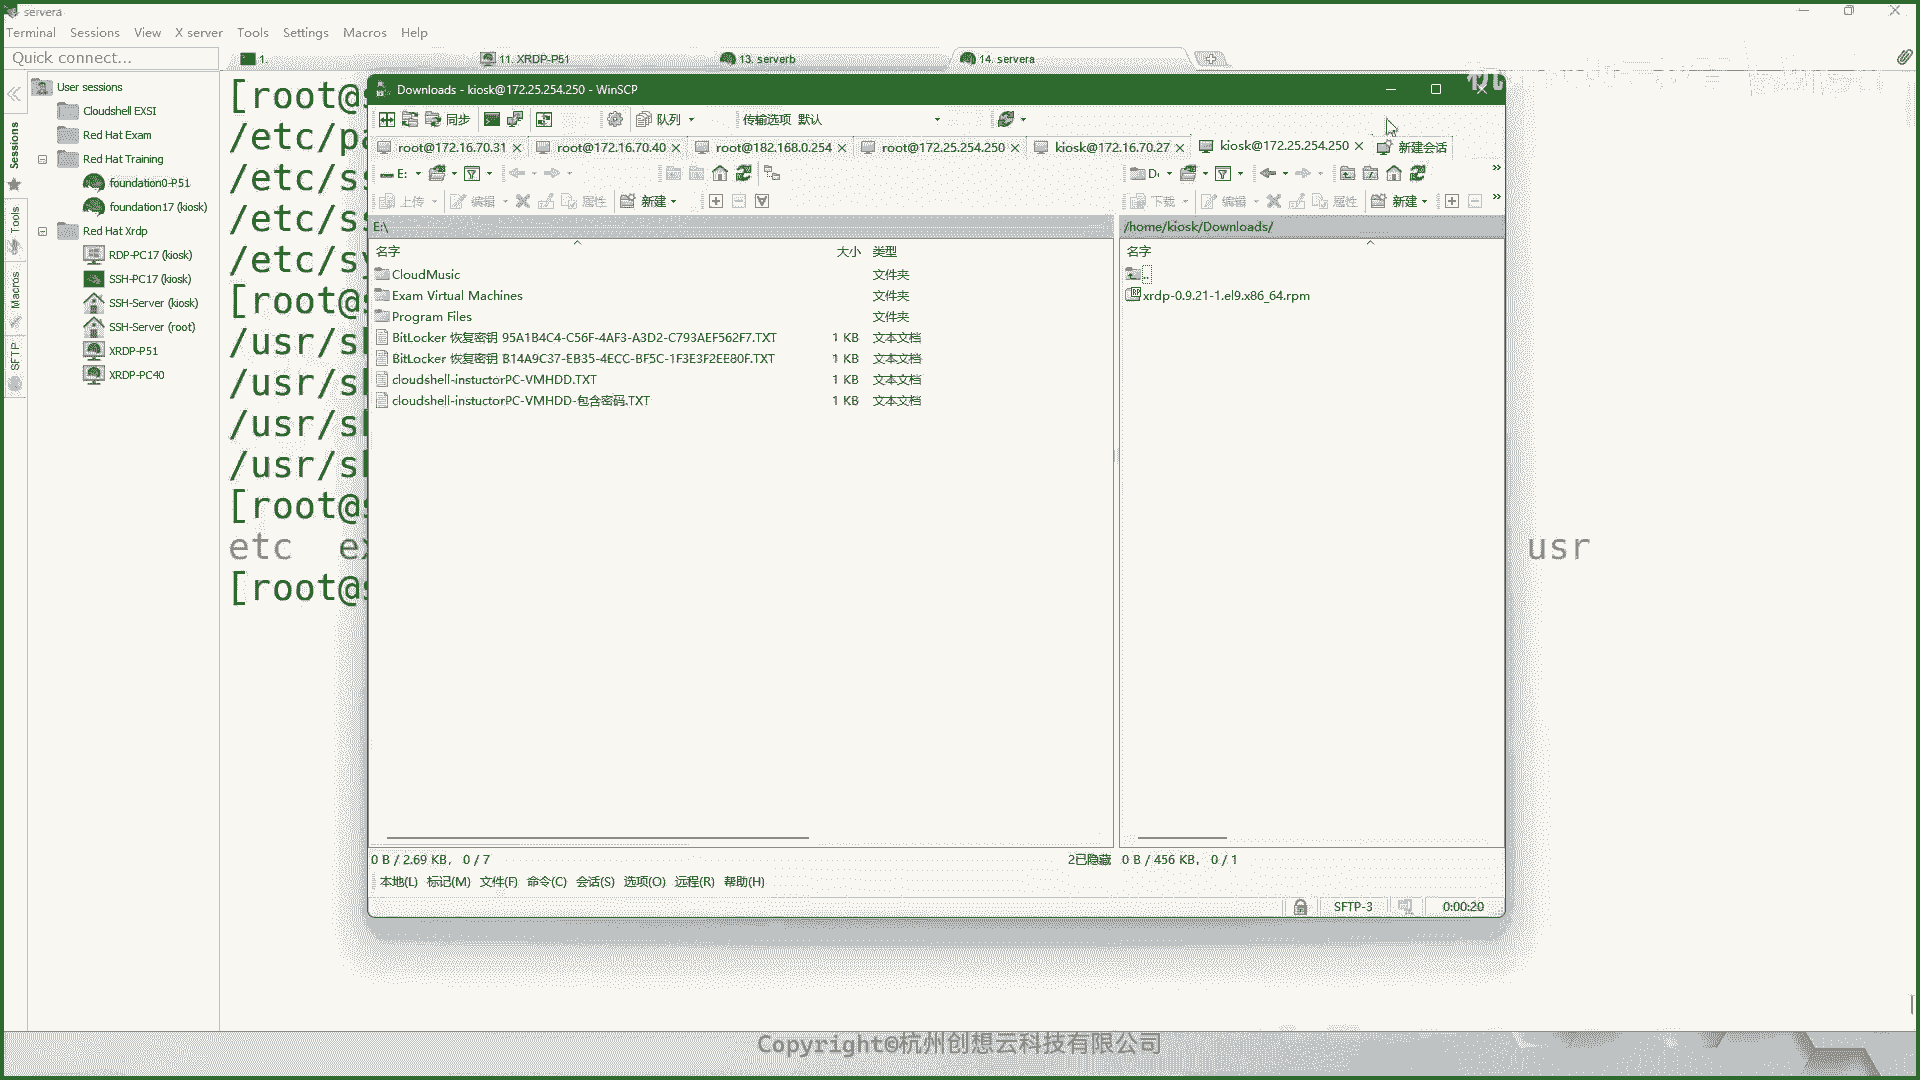 servera
Terminal Sessions View X server Tools Settings Macros Help
Quick connect...
1. 11. XRDP-P51 13. serverb 14. servera
User sessions
Cloudshell EXSI
Red Hat Exam
Red Hat Training
foundation0-P51
foundation17 (kiosk)
Red Hat Xrdp
RDP-PC17 (kiosk)
SSH-PC17 (kiosk)
SSH-Server (kiosk)
SSH-Server (root)
XRDP-P51
XRDP-PC40
Sessions
Tools
Macros
SFTP
[root@s
/etc/pa
/etc/ss
/etc/ss
/etc/sy
[root@s
/usr/sb
/usr/sb
/usr/sb
/usr/sb
[root@s
etc ex usr
[root@s
Downloads - kiosk@172.25.254.250 - WinSCP
同步 队列 传输选项 默认
root@172.16.70.31 root@172.16.70.40 root@182.168.0.254 root@172.25.254.250 kiosk@172.16.70.27 kiosk@172.25.254.250 新建会话
E: D:
上传 编辑 属性 新建 下载 编辑 属性 新建
E:\ /home/kiosk/Downloads/
名字 大小 类型 名字
CloudMusic 文件夹 ..
Exam Virtual Machines 文件夹 xrdp-0.9.21-1.el9.x86_64.rpm
Program Files 文件夹
BitLocker 恢复密钥 95A1B4C4-C56F-4AF3-A3D2-C793AEF562F7.TXT 1 KB 文本文档
BitLocker 恢复密钥 B14A9C37-EB35-4ECC-BF5C-1F3E3F2EE80F.TXT 1 KB 文本文档
cloudshell-instuctorPC-VMHDD.TXT 1 KB 文本文档
cloudshell-instuctorPC-VMHDD-包含密码.TXT 1 KB 文本文档
0 B / 2.69 KB, 0 / 7 2已隐藏 0 B / 456 KB, 0 / 1
本地(L) 标记(M) 文件(F) 命令(C) 会话(S) 选项(O) 远程(R) 帮助(H)
SFTP-3 0:00:20
Copyright©杭州创想云科技有限公司